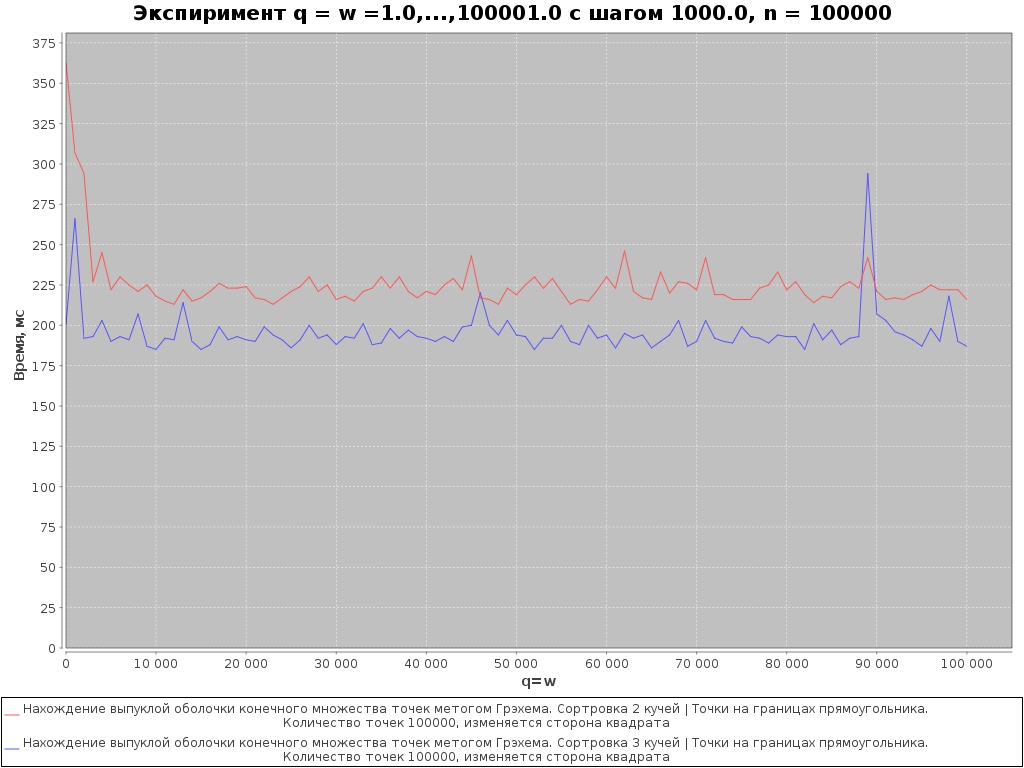 Экспиримент q = w =1.0,...,100001.0 с шагом 1000.0, n = 100000
375
350
325
300
275
250
225
200
175
150
125
100
75
50
25
0
Время, мс
0 10 000 20 000 30 000 40 000 50 000 60 000 70 000 80 000 90 000 100 000
q=w
Нахождение выпуклой оболочки конечного множества точек метогом Грэхема. Сортровка 2 кучей | Точки на границах прямоугольника.
Количество точек 100000, изменяется сторона квадрата
Нахождение выпуклой оболочки конечного множества точек метогом Грэхема. Сортровка 3 кучей | Точки на границах прямоугольника.
Количество точек 100000, изменяется сторона квадрата